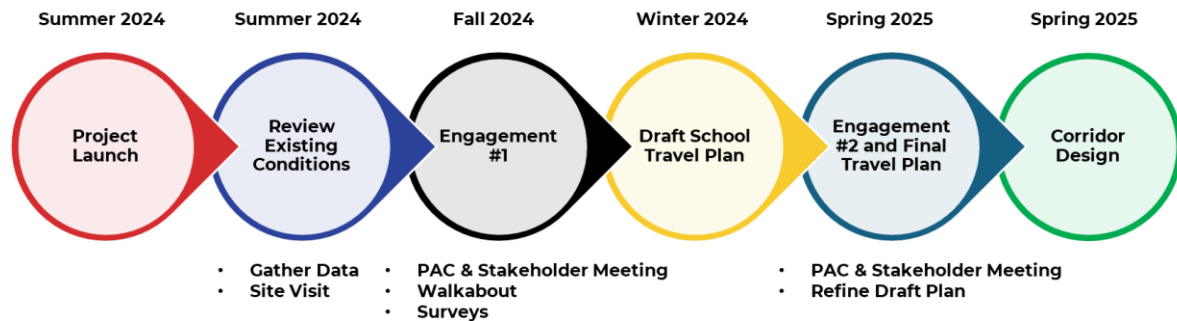 Summer 2024
Summer 2024
Fall 2024
Winter 2024
Spring 2025
Spring 2025
Project
Launch
Review
Existing
Conditions
Engagement
#1
Draft School
Travel Plan
Engagement
#2 and Final
Travel Plan
Corridor
Design
• Gather Data
• Site Visit
• PAC & Stakeholder Meeting
• Walkabout
• Surveys
• PAC & Stakeholder Meeting
• Refine Draft Plan